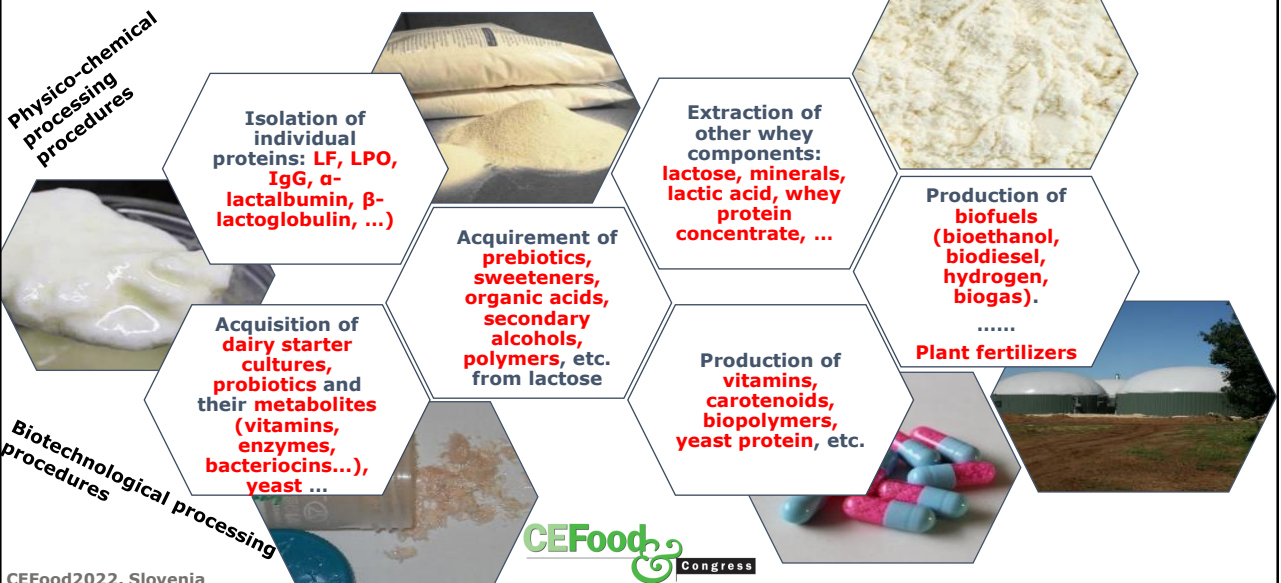 Physico-chemical
processing
procedures
Isolation of
individual
proteins: LF, LPO,
IgG, α-
lactalbumin, β-
lactoglobulin, ...)
Extraction of
other whey
components:
lactose, minerals,
lactic acid, whey
protein
concentrate, ...
Production of
biofuels
(bioethanol,
biodiesel,
hydrogen,
biogas).
......
Plant fertilizers
Acquirement of
prebiotics,
sweeteners,
organic acids,
secondary
alcohols,
polymers, etc.
from lactose
Acquisition of
dairy starter
cultures,
probiotics and
their metabolites
(vitamins,
enzymes,
bacteriocins...),
yeast ...
Production of
vitamins,
carotenoids,
biopolymers,
yeast protein, etc.
Biotechnological processing
procedures
CEFood &
Congress
CEFood2022, Slovenia